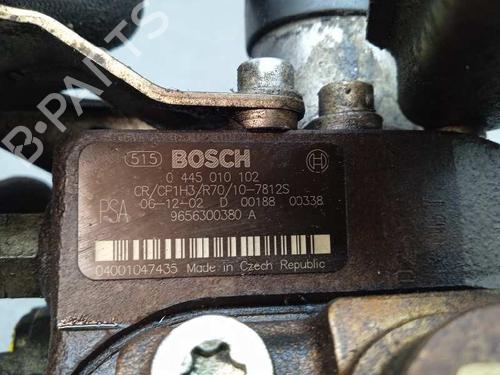 515 BOSCH
0 445 010 102
CR/CP1H3/R70/10-7812S
PSA 06-12-02 D 00188 00338
9656300380 A
04001047435 Made in Czech Republic
B-PARTS